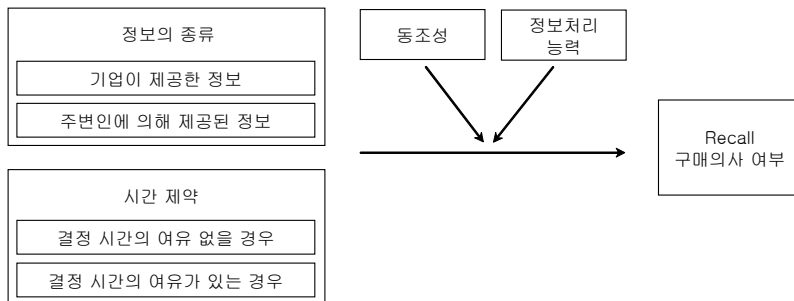 정보의 종류
기업이 제공한 정보
주변인에 의해 제공된 정보
시간 제약
결정 시간의 여유 없을 경우
결정 시간의 여유가 있는 경우
동조성
정보처리
능력
Recall
구매의사 여부